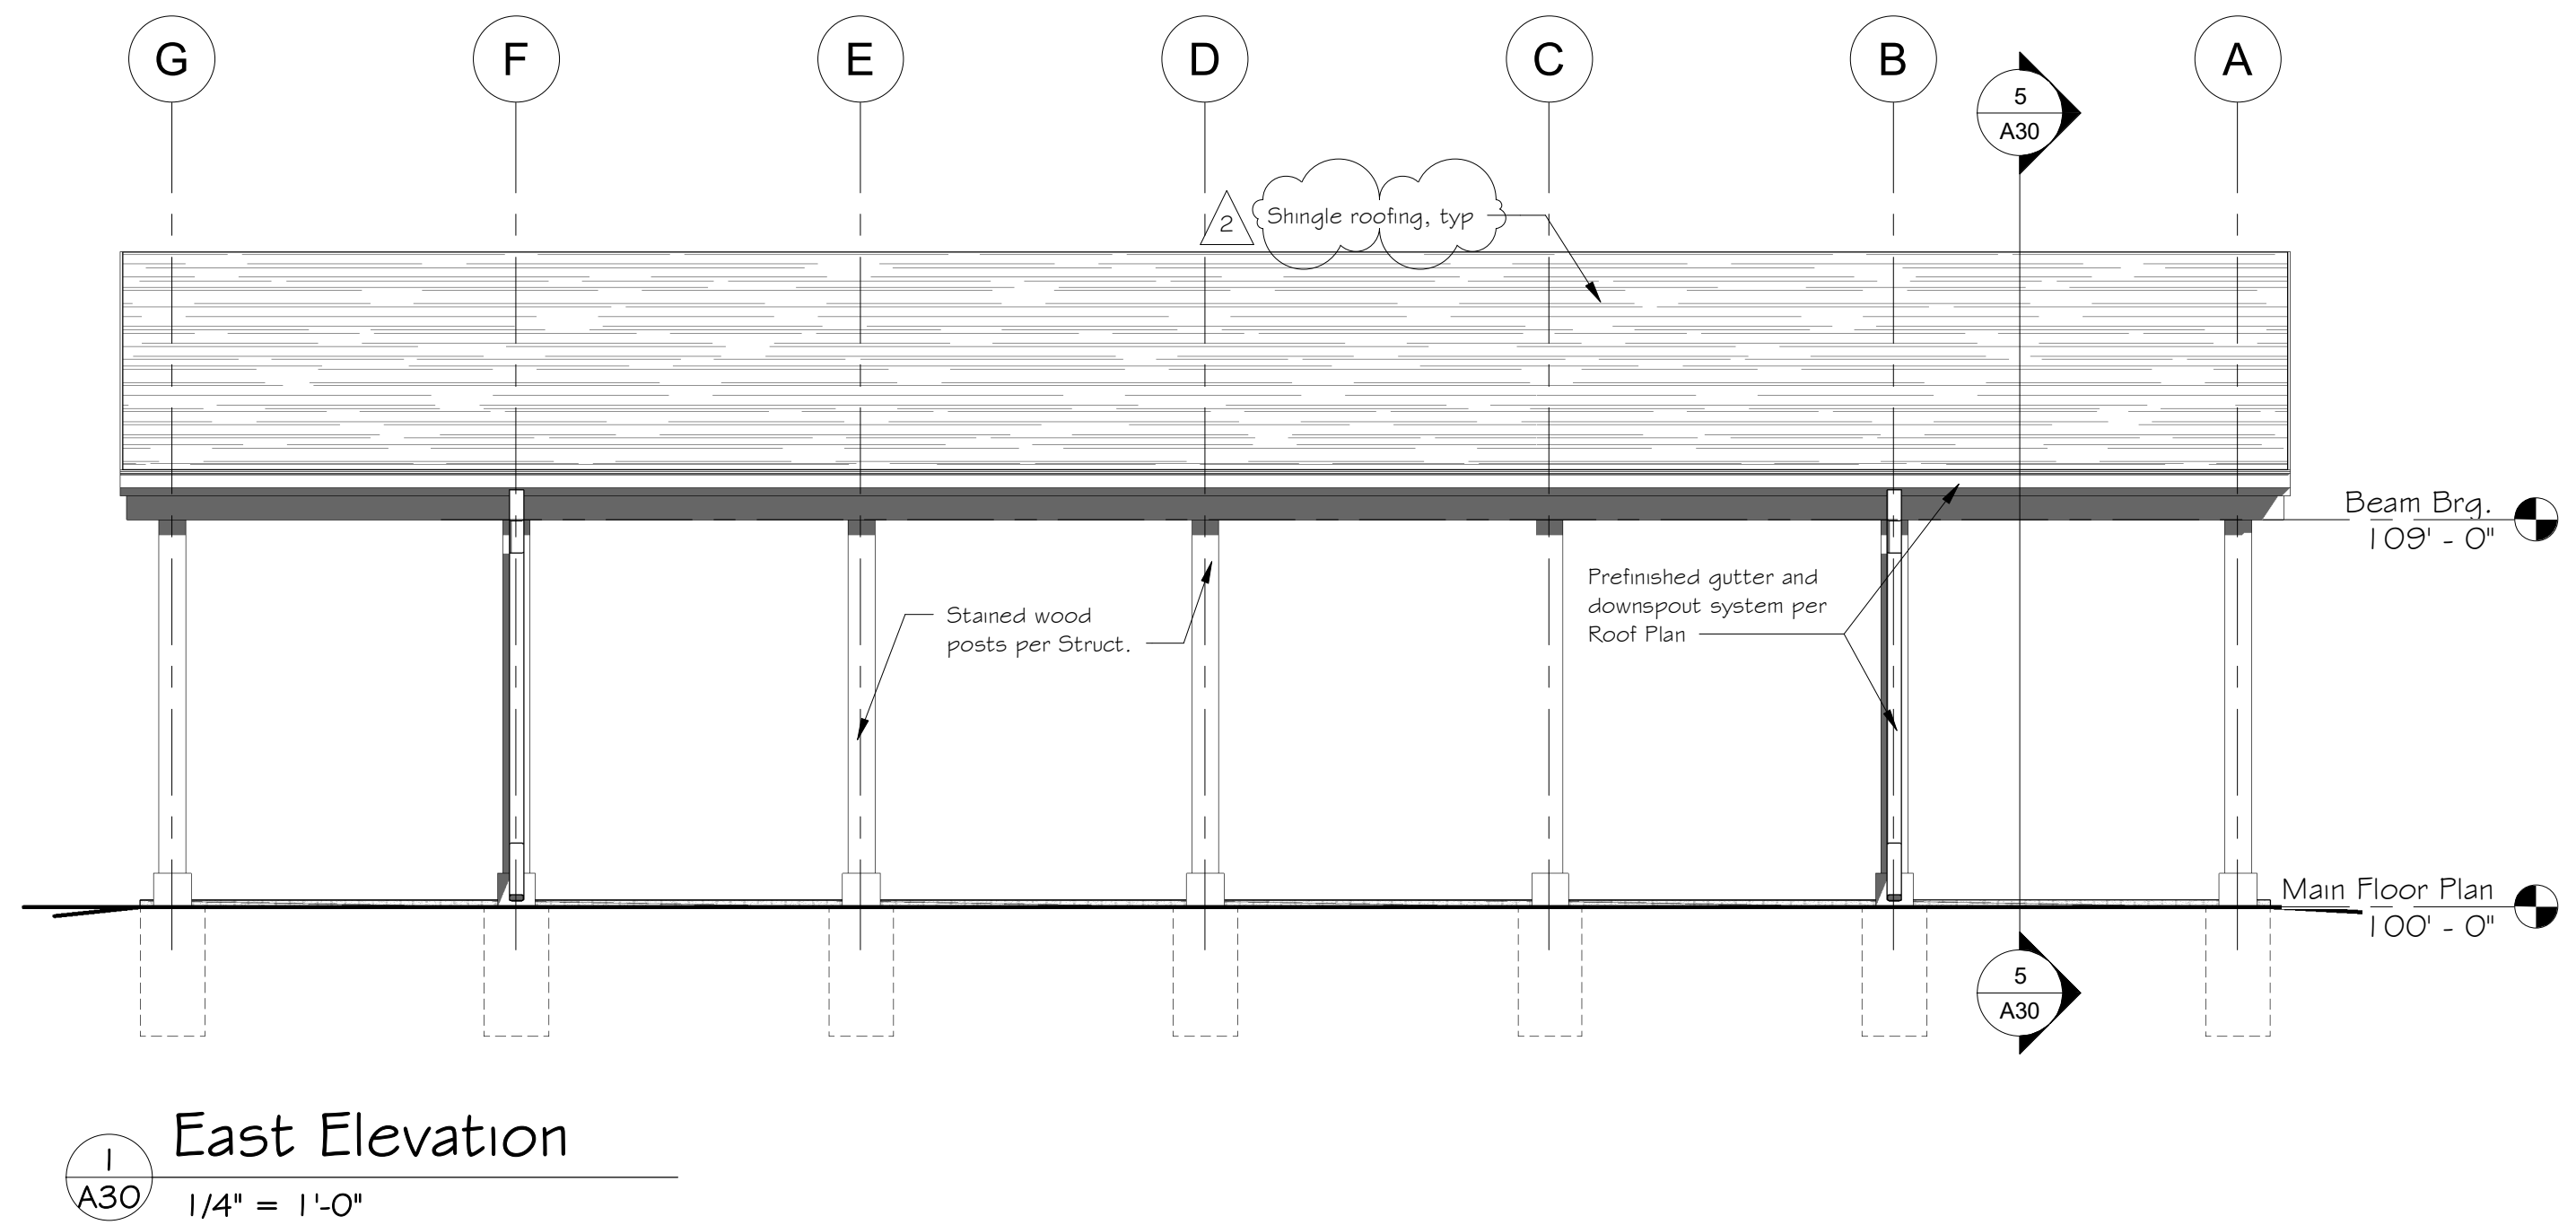 G F E D C B A
5
A30
2
Shingle roofing, typ
Beam Brg.
109' - 0"
Prefinished gutter and
downspout system per
Roof Plan
Stained wood
posts per Struct.
Main Floor Plan
100' - 0"
5
A30
East Elevation
1
A30
1/4" = 1'-0"